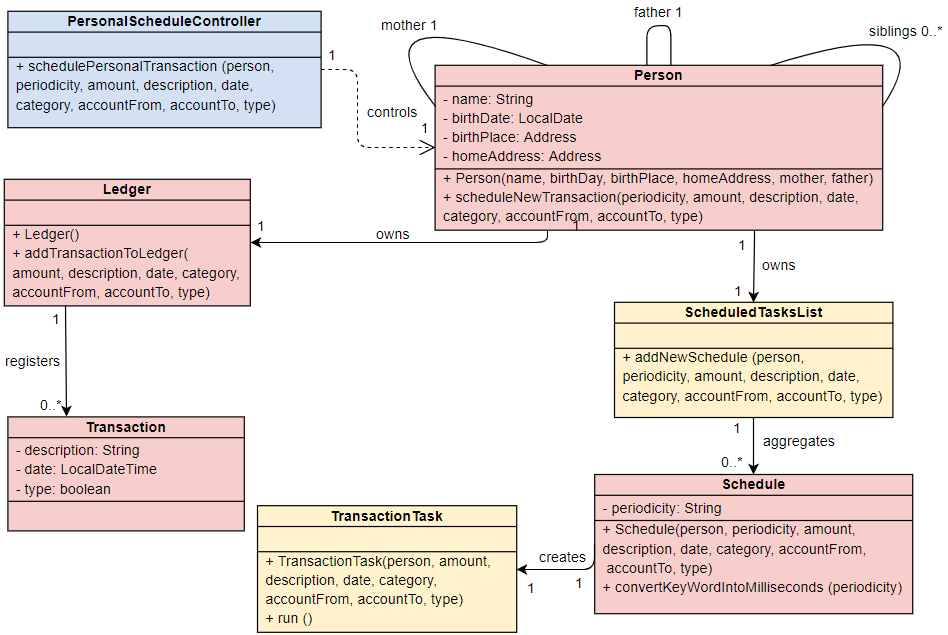 PersonalScheduleController
+ schedulePersonalTransaction (person,
periodicity, amount, description, date,
category, accountFrom, accountTo, type)
1
controls
1
mother 1
father 1
siblings 0..*
Person
- name: String
- birthDate: LocalDate
- birthPlace: Address
- homeAddress: Address
+ Person(name, birthDay, birthPlace, homeAddress, mother, father)
+ scheduleNewTransaction(periodicity, amount, description, date,
category, accountFrom, accountTo, type)
1
owns
1
Ledger
+ Ledger()
+ addTransactionToLedger(
amount, description, date, category,
accountFrom, accountTo, type)
1
owns
1
ScheduledTasksList
+ addNewSchedule (person,
periodicity, amount, description, date,
category, accountFrom, accountTo, type)
1
registers
0..*
Transaction
- description: String
- date: LocalDateTime
- type: boolean
1
aggregates
0..*
Schedule
- periodicity: String
+ Schedule(person, periodicity, amount,
description, date, category, accountFrom,
accountTo, type)
+ convertKeyWordIntoMilliseconds (periodicity)
1
creates
1
TransactionTask
+ TransactionTask(person, amount,
description, date, category,
accountFrom, accountTo, type)
+ run ()